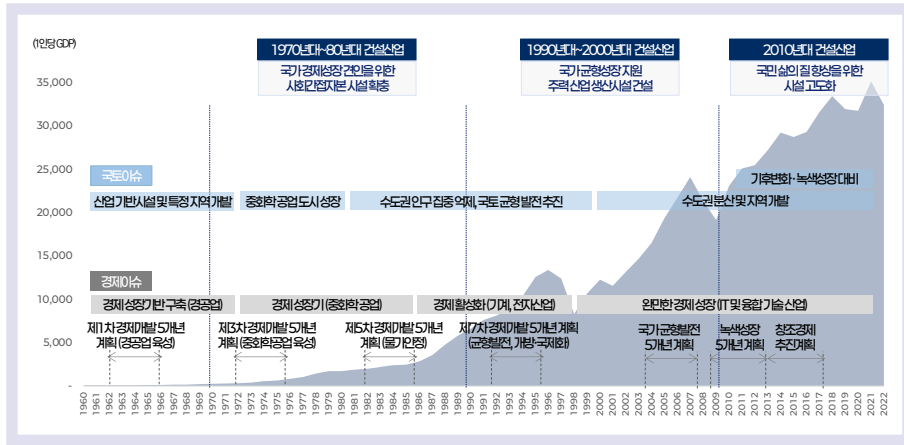 (1인당 GDP)
1970년대~80년대 건설산업
국가 경제성장 견인을 위한
사회간접자본 시설 확충
1990년대~2000년대 건설산업
국가 균형성장 지원
주력 산업 생산시설 건설
2010년대 건설산업
국민 삶의 질 향상을 위한
시설 고도화
35,000
30,000
25,000
20,000
15,000
10,000
5,000
-
국토이슈
기후변화·녹색성장 대비
산업 기반시설 및 특정 지역 개발
중화학 공업 도시 성장
수도권 인구 집중 억제, 국토 균형 발전 추진
수도권 분산 및 지역 개발
경제이슈
경제 성장기반 구축 (경공업)
경제 성장기 (중화학 공업)
경제 활성화 (기계, 전자산업)
완만한 경제 성장 (IT 및 융합 기술 산업)
제1차 경제개발 5개년
계획 (경공업 육성)
제3차 경제개발 5개년
계획 (중화학공업 육성)
제5차 경제개발 5개년
계획 (물가안정)
제7차 경제개발 5개년 계획
(균형발전, 개방·국제화)
국가 균형발전
5개년 계획
녹색성장
5개년 계획
창조경제
추진계획
1960 1961 1962 1963 1964 1965 1966 1967 1968 1969 1970 1971 1972 1973 1974 1975 1976 1977 1978 1979 1980 1981 1982 1983 1984 1985 1986 1987 1988 1989 1990 1991 1992 1993 1994 1995 1996 1997 1998 1999 2000 2001 2002 2003 2004 2005 2006 2007 2008 2009 2010 2011 2012 2013 2014 2015 2016 2017 2018 2019 2020 2021 2022